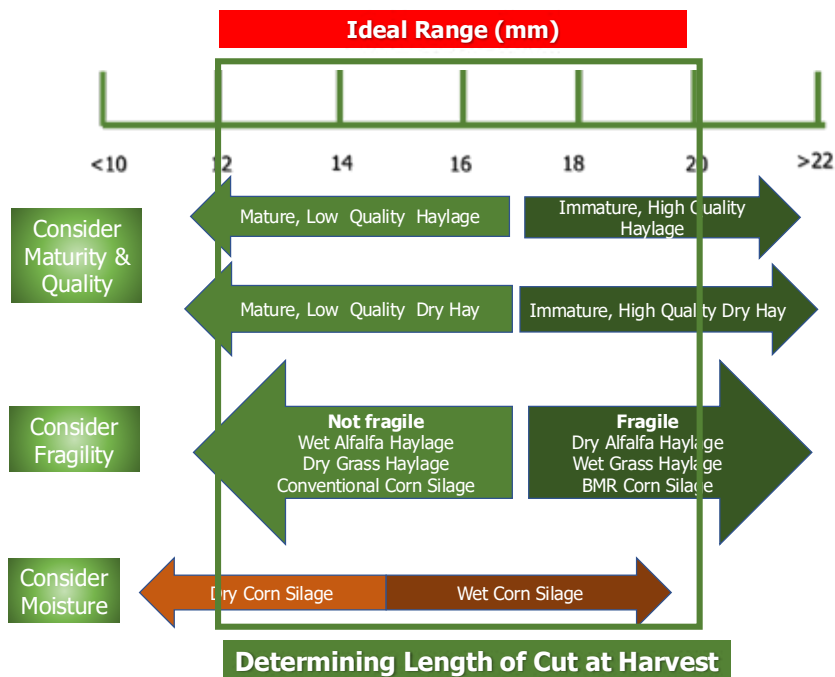 Ideal Range (mm)
<10 12 14 16 18 20 >22
Consider
Maturity &
Quality
Mature, Low Quality Haylage
Immature, High Quality
Haylage
Mature, Low Quality Dry Hay
Immature, High Quality Dry Hay
Consider
Fragility
Not fragile
Wet Alfalfa Haylage
Dry Grass Haylage
Conventional Corn Silage
Fragile
Dry Alfalfa Haylage
Wet Grass Haylage
BMR Corn Silage
Consider
Moisture
Dry Corn Silage
Wet Corn Silage
Determining Length of Cut at Harvest